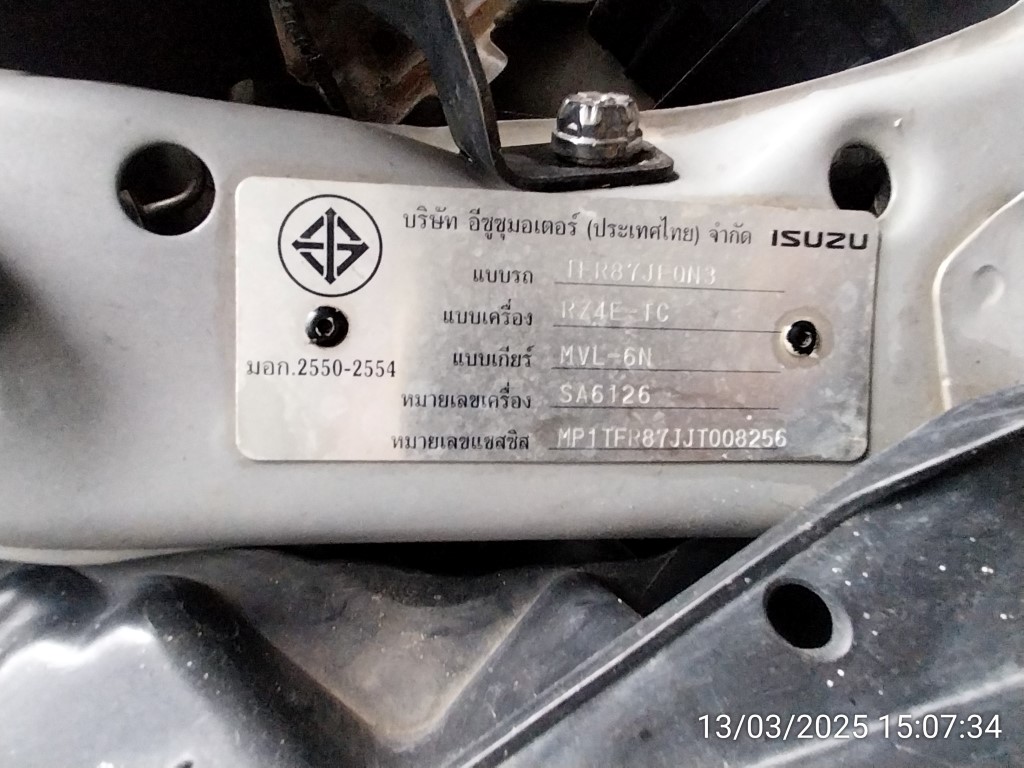 บริษัท อีซูซุมอเตอร์ (ประเทศไทย) จำกัด ISUZU
แบบรถ
แบบเครื่อง RZ4E-TC
แบบเกียร์ MVL-6N
มอก.2550-2554
หมายเลขเครื่อง SA6126
หมายเลขแชสซิส MP1TFR87JJT008256
13/03/2025 15:07:34